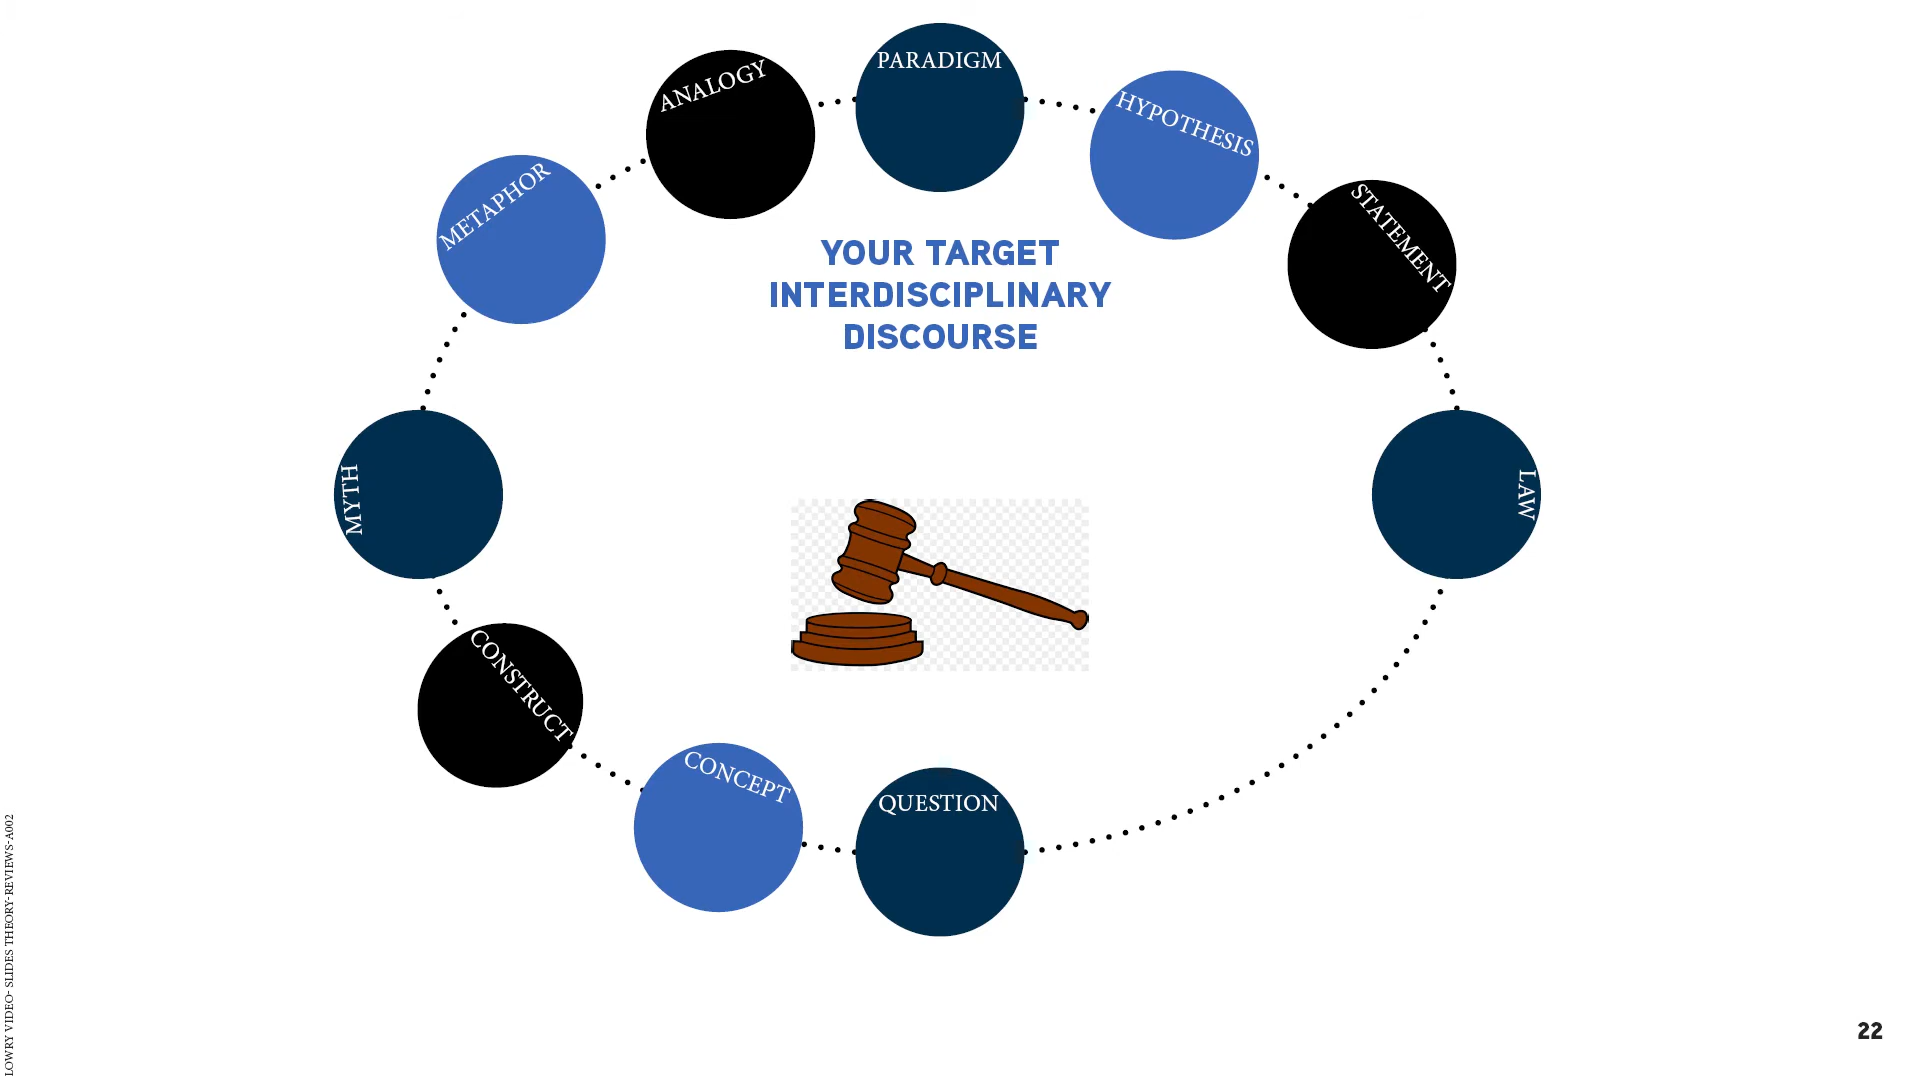 PARADIGM
ANALOGY
HYPOTHESIS
METAPHOR
STATEMENT
YOUR TARGET
INTERDISCIPLINARY
DISCOURSE
MYTH
LAW
CONSTRUCT
CONCEPT
QUESTION
LOWRY VIDEO- SLIDES THEORY-REVIEWS-A002
22